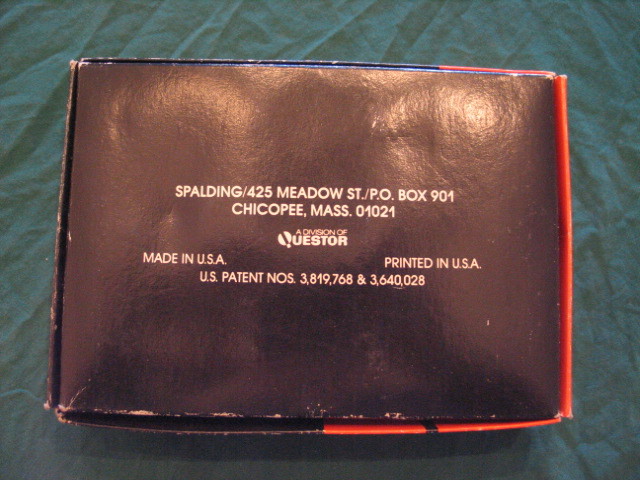 SPALDING/425 MEADOW ST./P.O. BOX 901
CHICOPEE, MASS. 01021
A DIVISION OF
QUESTOR
MADE IN U.S.A. PRINTED IN U.S.A.
U.S. PATENT NOS. 3,819,768 & 3,640,028